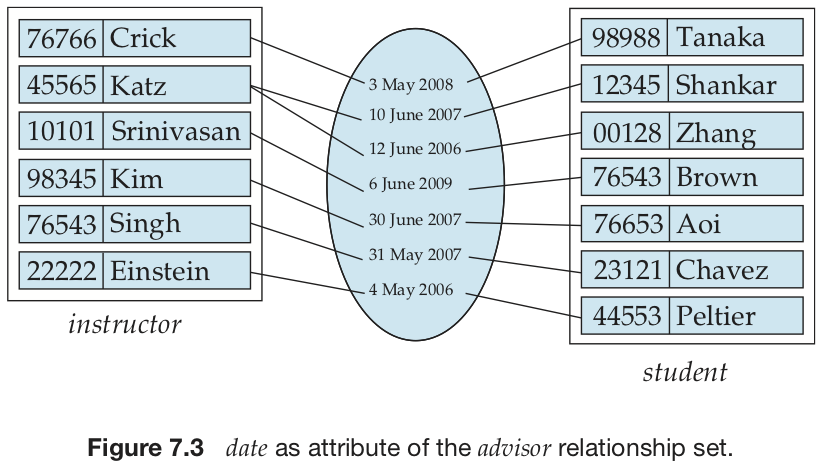 76766 Crick
45565 Katz
10101 Srinivasan
98345 Kim
76543 Singh
22222 Einstein
instructor
3 May 2008
10 June 2007
12 June 2006
6 June 2009
30 June 2007
31 May 2007
4 May 2006
98988 Tanaka
12345 Shankar
00128 Zhang
76543 Brown
76653 Aoi
23121 Chavez
44553 Peltier
student
Figure 7.3 date as attribute of the advisor relationship set.